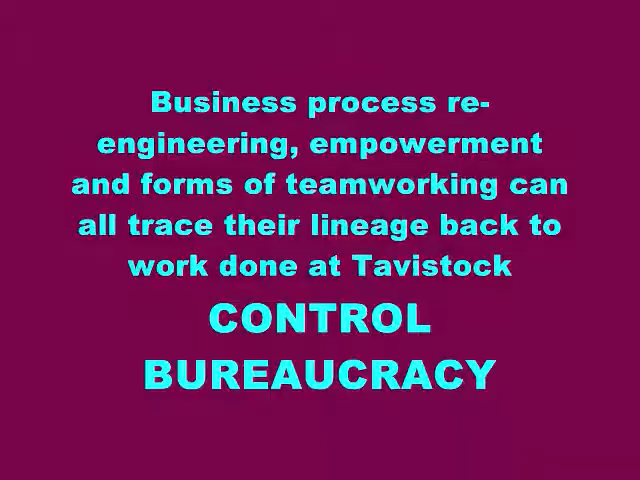 Business process re-
engineering, empowerment
and forms of teamworking can
all trace their lineage back to
work done at Tavistock
CONTROL
BUREAUCRACY